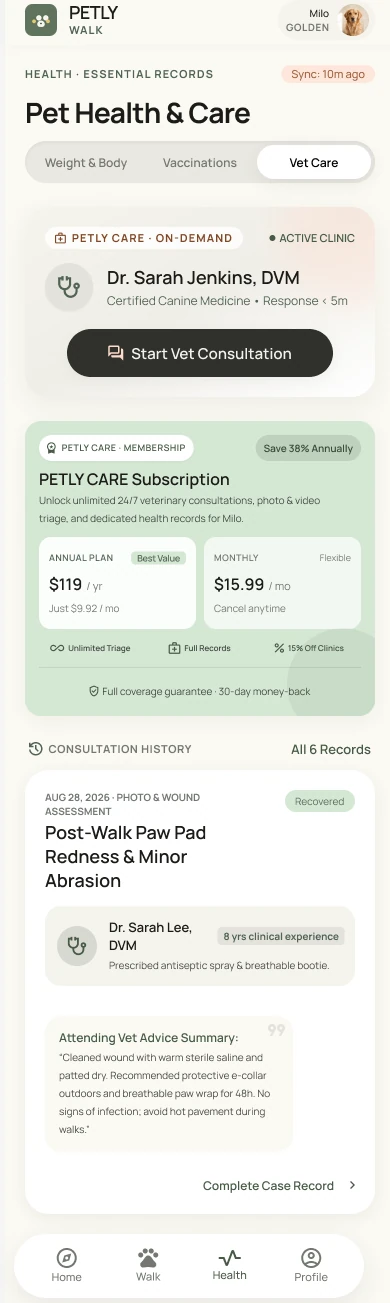 PETLY
WALK
Milo
GOLDEN
HEALTH · ESSENTIAL RECORDS
Sync: 10m ago
Pet Health & Care
Weight & Body
Vaccinations
Vet Care
PETLY CARE · ON-DEMAND
ACTIVE CLINIC
Dr. Sarah Jenkins, DVM
Certified Canine Medicine • Response < 5m
Start Vet Consultation
PETLY CARE · MEMBERSHIP
Save 38% Annually
PETLY CARE Subscription
Unlock unlimited 24/7 veterinary consultations, photo & video
triage, and dedicated health records for Milo.
ANNUAL PLAN
Best Value
$119 / yr
Just $9.92 / mo
MONTHLY
Flexible
$15.99 / mo
Cancel anytime
Unlimited Triage
Full Records
15% Off Clinics
Full coverage guarantee · 30-day money-back
CONSULTATION HISTORY
All 6 Records
AUG 28, 2026 · PHOTO & WOUND
ASSESSMENT
Recovered
Post-Walk Paw Pad
Redness & Minor
Abrasion
Dr. Sarah Lee,
DVM
8 yrs clinical experience
Prescribed antiseptic spray & breathable bootie.
Attending Vet Advice Summary:
"Cleaned wound with warm sterile saline and
patted dry. Recommended protective e-collar
outdoors and breathable paw wrap for 48h. No
signs of infection; avoid hot pavement during
walks."
Complete Case Record
Home
Walk
Health
Profile